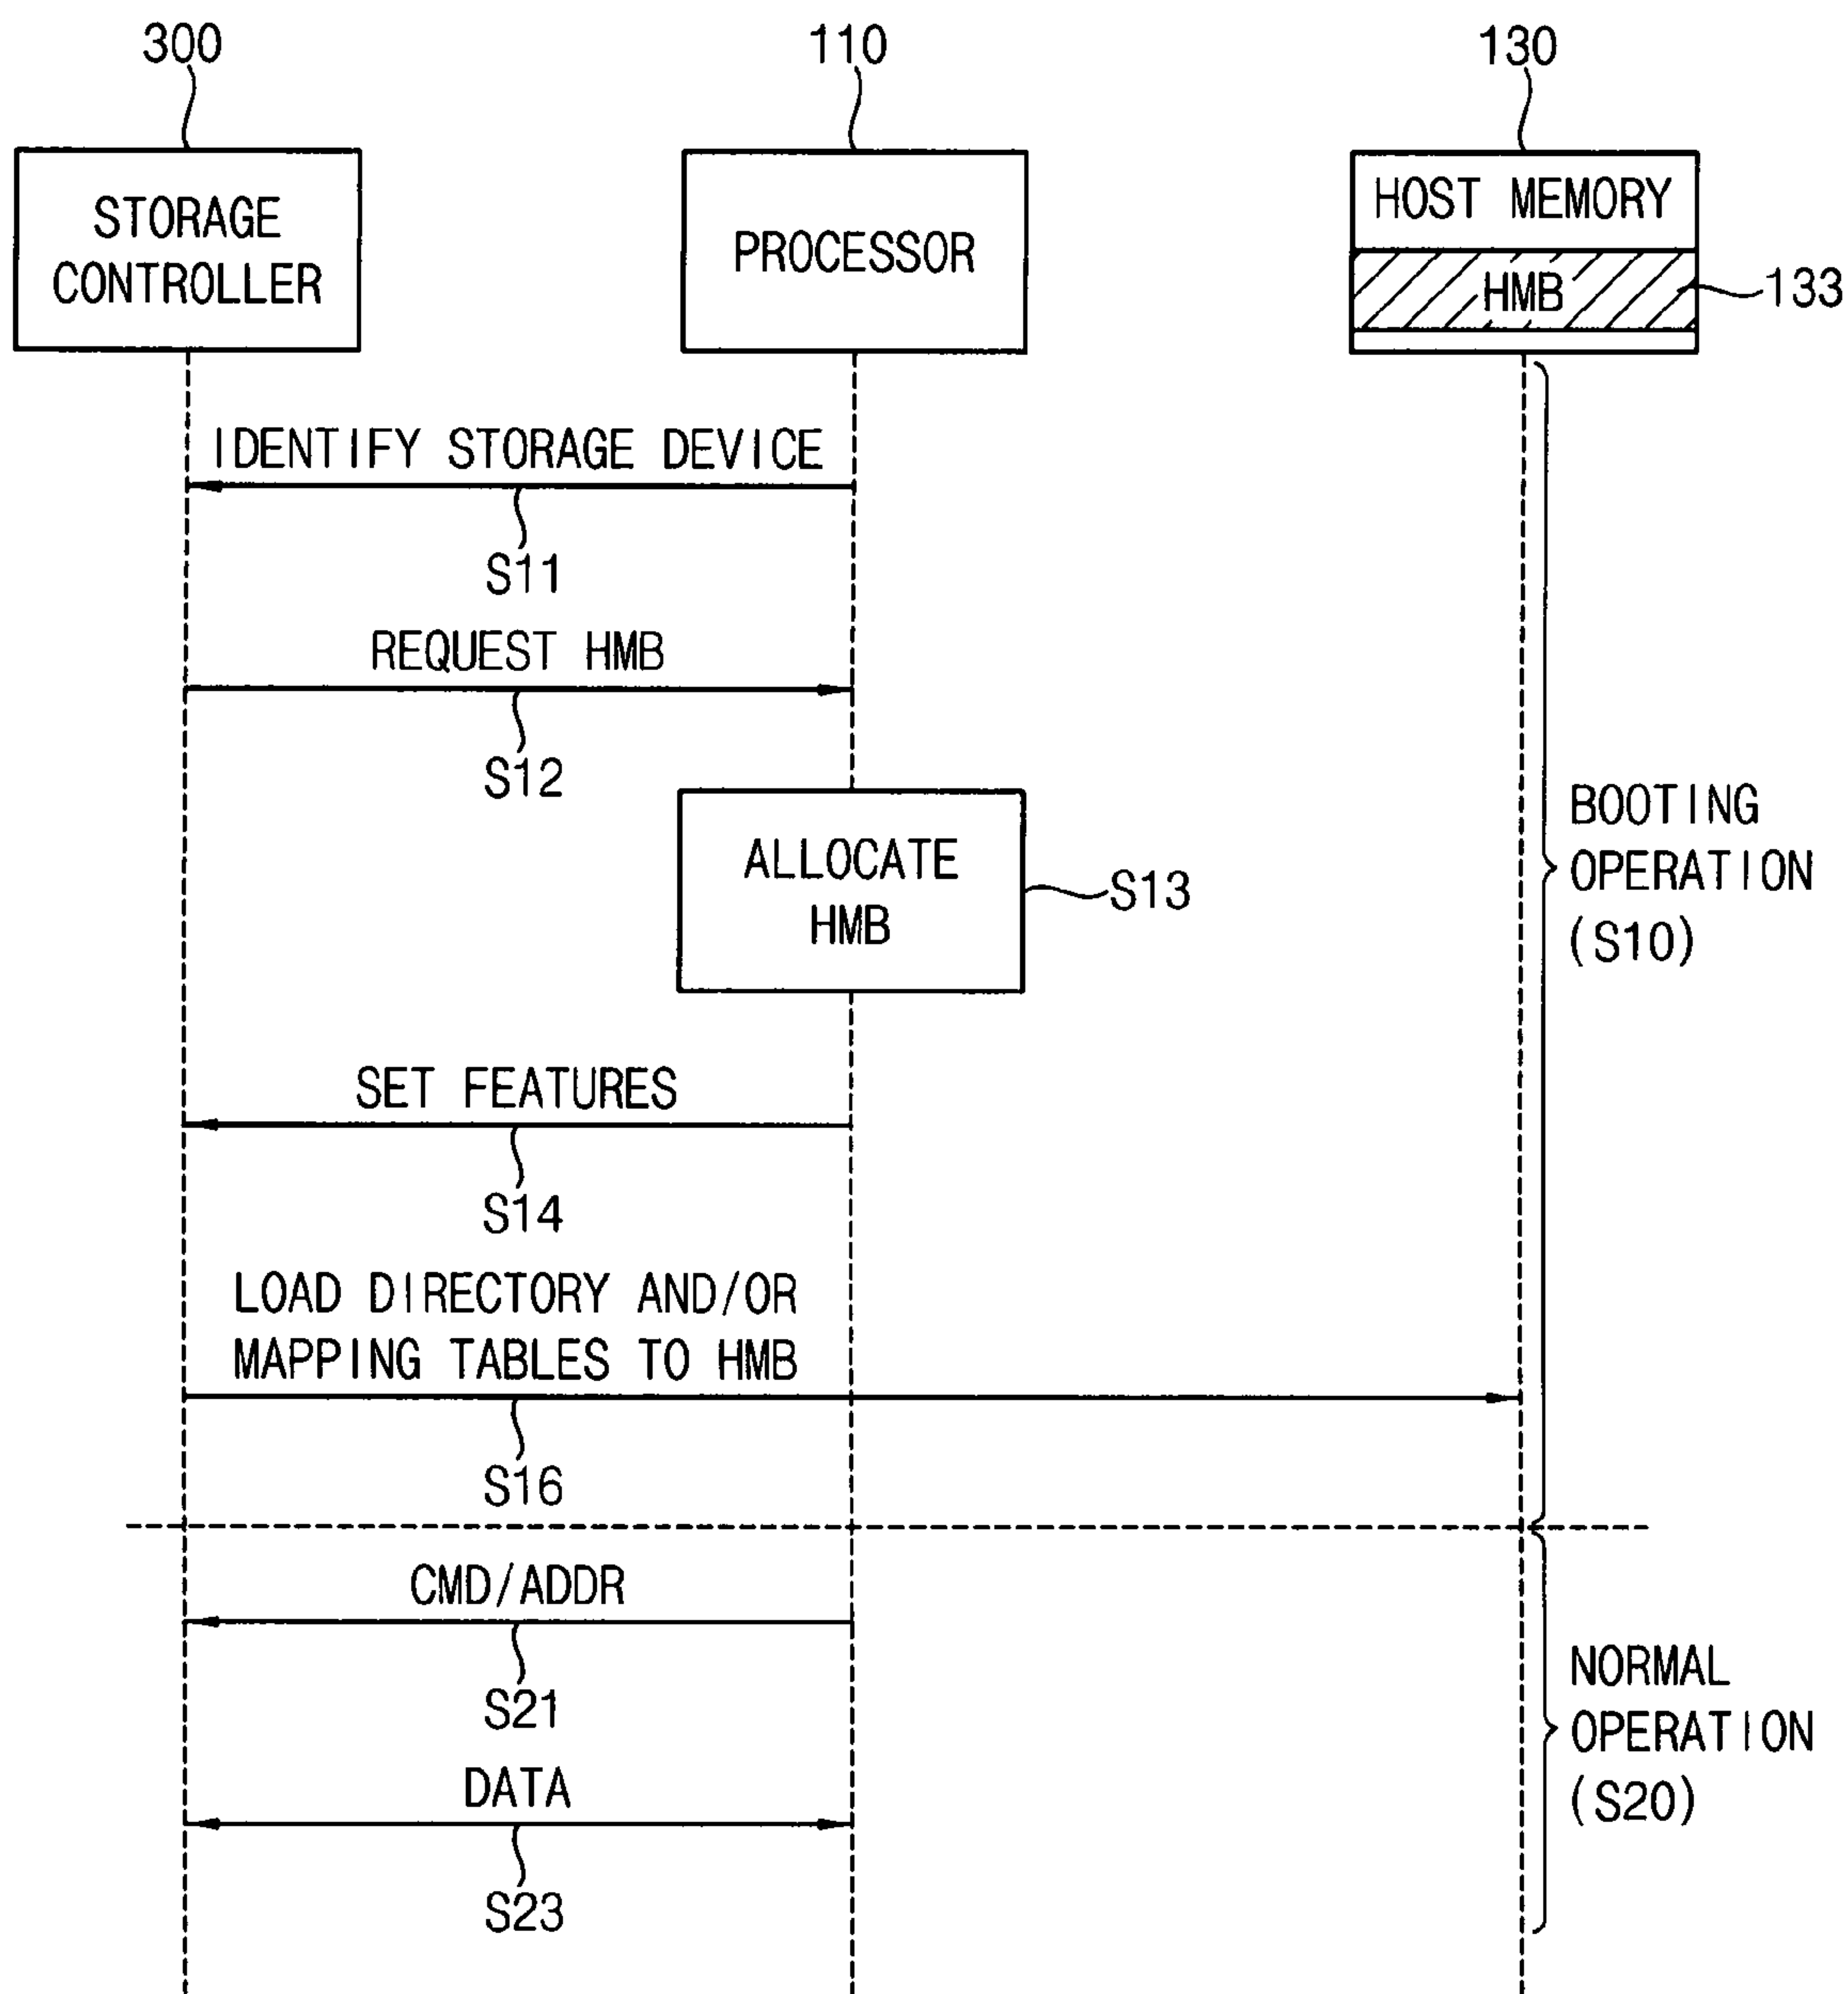 300
110
130
STORAGE
CONTROLLER
PROCESSOR
HOST MEMORY
HMB
133
IDENTIFY STORAGE DEVICE
S11
REQUEST HMB
S12
ALLOCATE
HMB
S13
BOOTING
OPERATION
(S10)
SET FEATURES
S14
LOAD DIRECTORY AND/OR
MAPPING TABLES TO HMB
S16
CMD/ADDR
S21
NORMAL
OPERATION
(S20)
DATA
S23